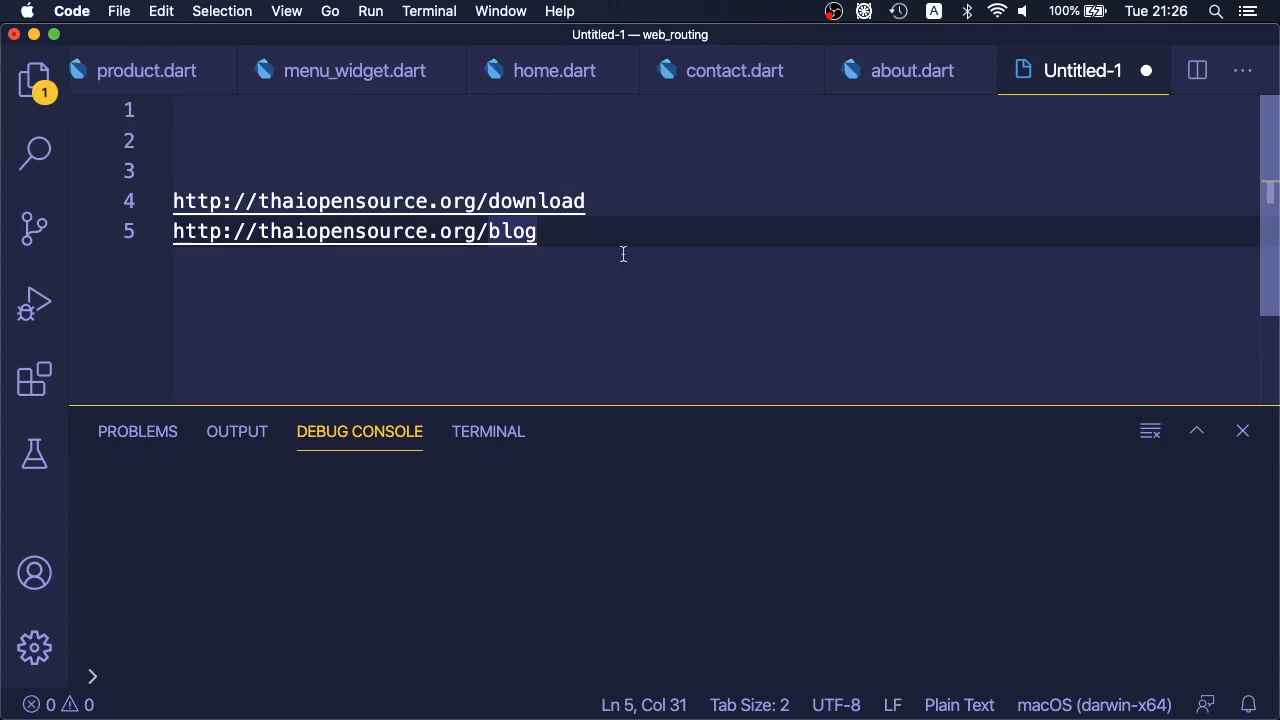 Code File Edit Selection View Go Run Terminal Window Help A 100% Tue 21:26
Untitled-1 — web_routing
product.dart menu_widget.dart home.dart contact.dart about.dart Untitled-1
1
1
2
3
4 http://thaiopensource.org/download
5 http://thaiopensource.org/blog
PROBLEMS OUTPUT DEBUG CONSOLE TERMINAL
0 0 Ln 5, Col 31 Tab Size: 2 UTF-8 LF Plain Text macOS (darwin-x64)